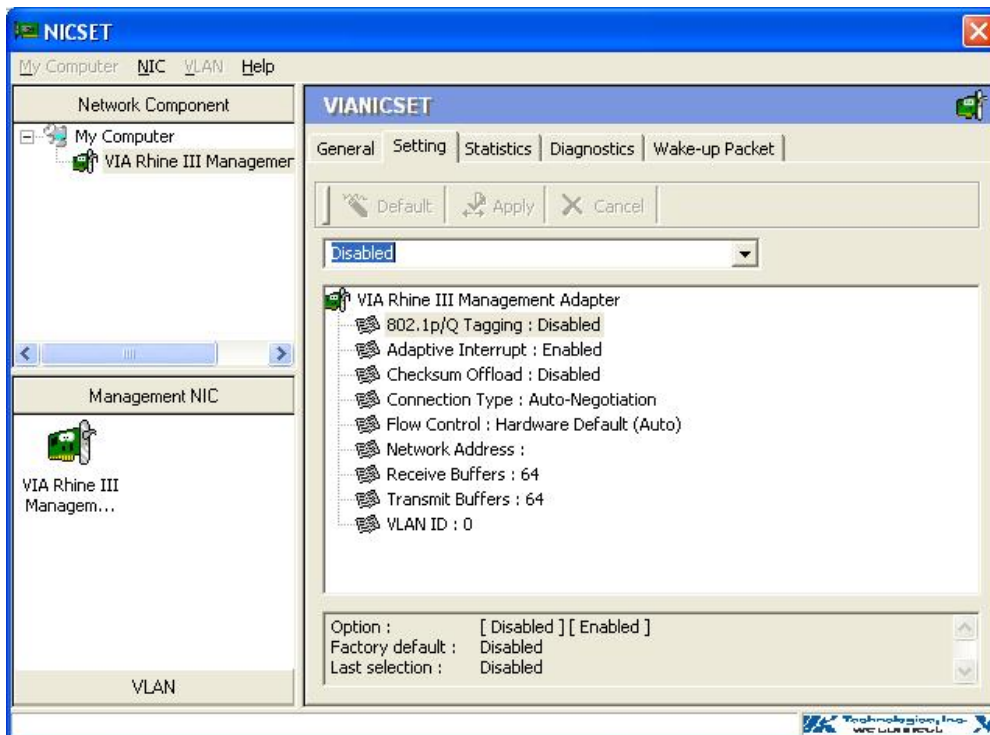 NICSET
My Computer NIC VLAN Help
Network Component
My Computer
VIA Rhine III Managemer
Management NIC
VIA Rhine III
Managem...
VLAN
VIANICSET
General Setting Statistics Diagnostics Wake-up Packet
Default Apply Cancel
Disabled
VIA Rhine III Management Adapter
802.1p/Q Tagging : Disabled
Adaptive Interrupt : Enabled
Checksum Offload : Disabled
Connection Type : Auto-Negotiation
Flow Control : Hardware Default (Auto)
Network Address :
Receive Buffers : 64
Transmit Buffers : 64
VLAN ID : 0
Option : [ Disabled ] [ Enabled ]
Factory default : Disabled
Last selection : Disabled
Technologies, Inc.
WE CONNECT